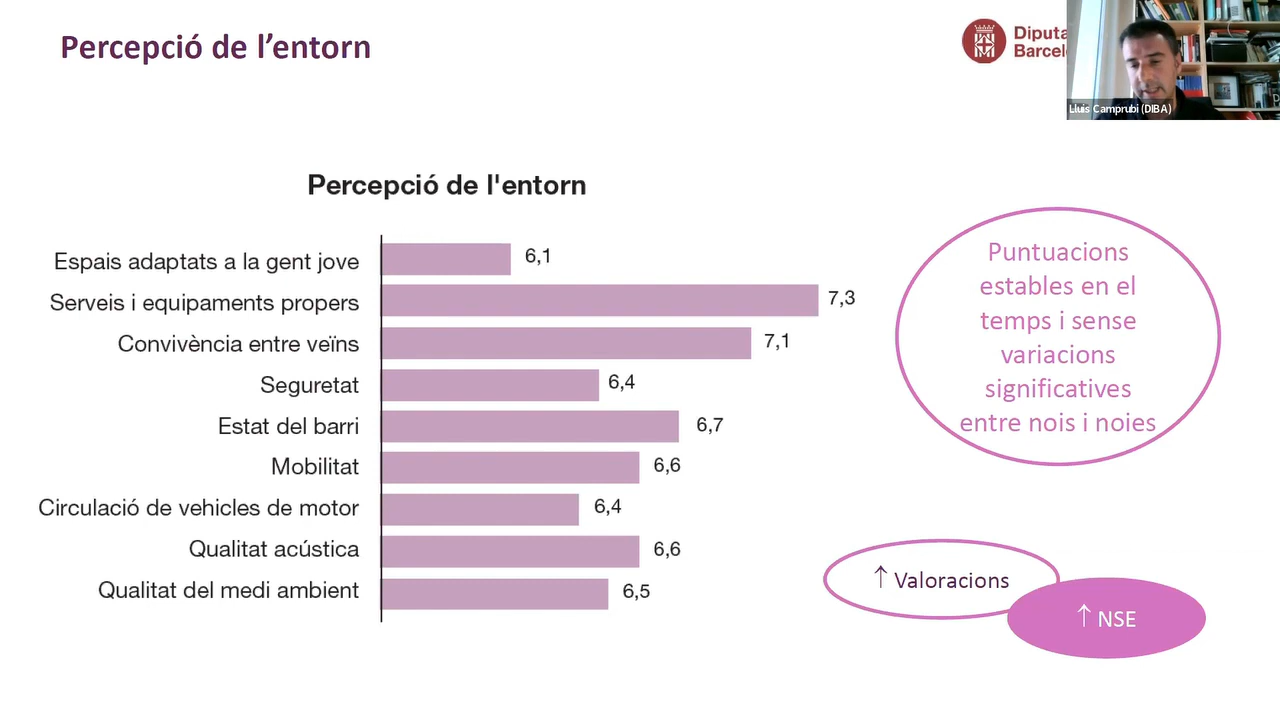 Percepció de l’entorn
Diputa
Barcel
Lluis Camprubi (DIBA)
Percepció de l'entorn
Espais adaptats a la gent jove 6,1
Serveis i equipaments propers 7,3
Convivència entre veïns 7,1
Seguretat 6,4
Estat del barri 6,7
Mobilitat 6,6
Circulació de vehicles de motor 6,4
Qualitat acústica 6,6
Qualitat del medi ambient 6,5
Puntuacions
estables en el
temps i sense
variacions
significatives
entre nois i noies
↑ Valoracions
↑ NSE